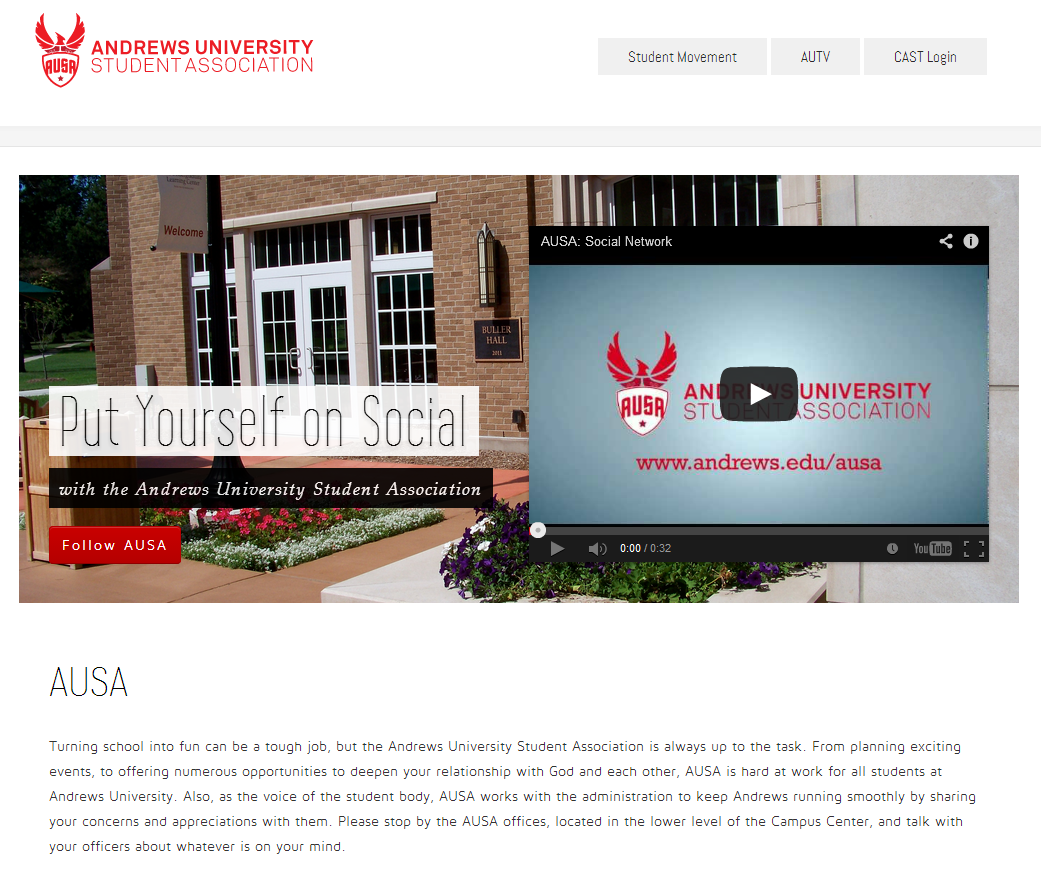 ANDREWS UNIVERSITY
STUDENT ASSOCIATION
AUSA
Student Movement
AUTV
CAST Login
Learning Center
Welcome
BULLER
HALL
2011
AUSA: Social Network
ANDREWS UNIVERSITY
STUDENT ASSOCIATION
AUSA
www.andrews.edu/ausa
Put Yourself on Social
with the Andrews University Student Association
Follow AUSA
0:00 / 0:32
YouTube
AUSA
Turning school into fun can be a tough job, but the Andrews University Student Association is always up to the task. From planning exciting
events, to offering numerous opportunities to deepen your relationship with God and each other, AUSA is hard at work for all students at
Andrews University. Also, as the voice of the student body, AUSA works with the administration to keep Andrews running smoothly by sharing
your concerns and appreciations with them. Please stop by the AUSA offices, located in the lower level of the Campus Center, and talk with
your officers about whatever is on your mind.